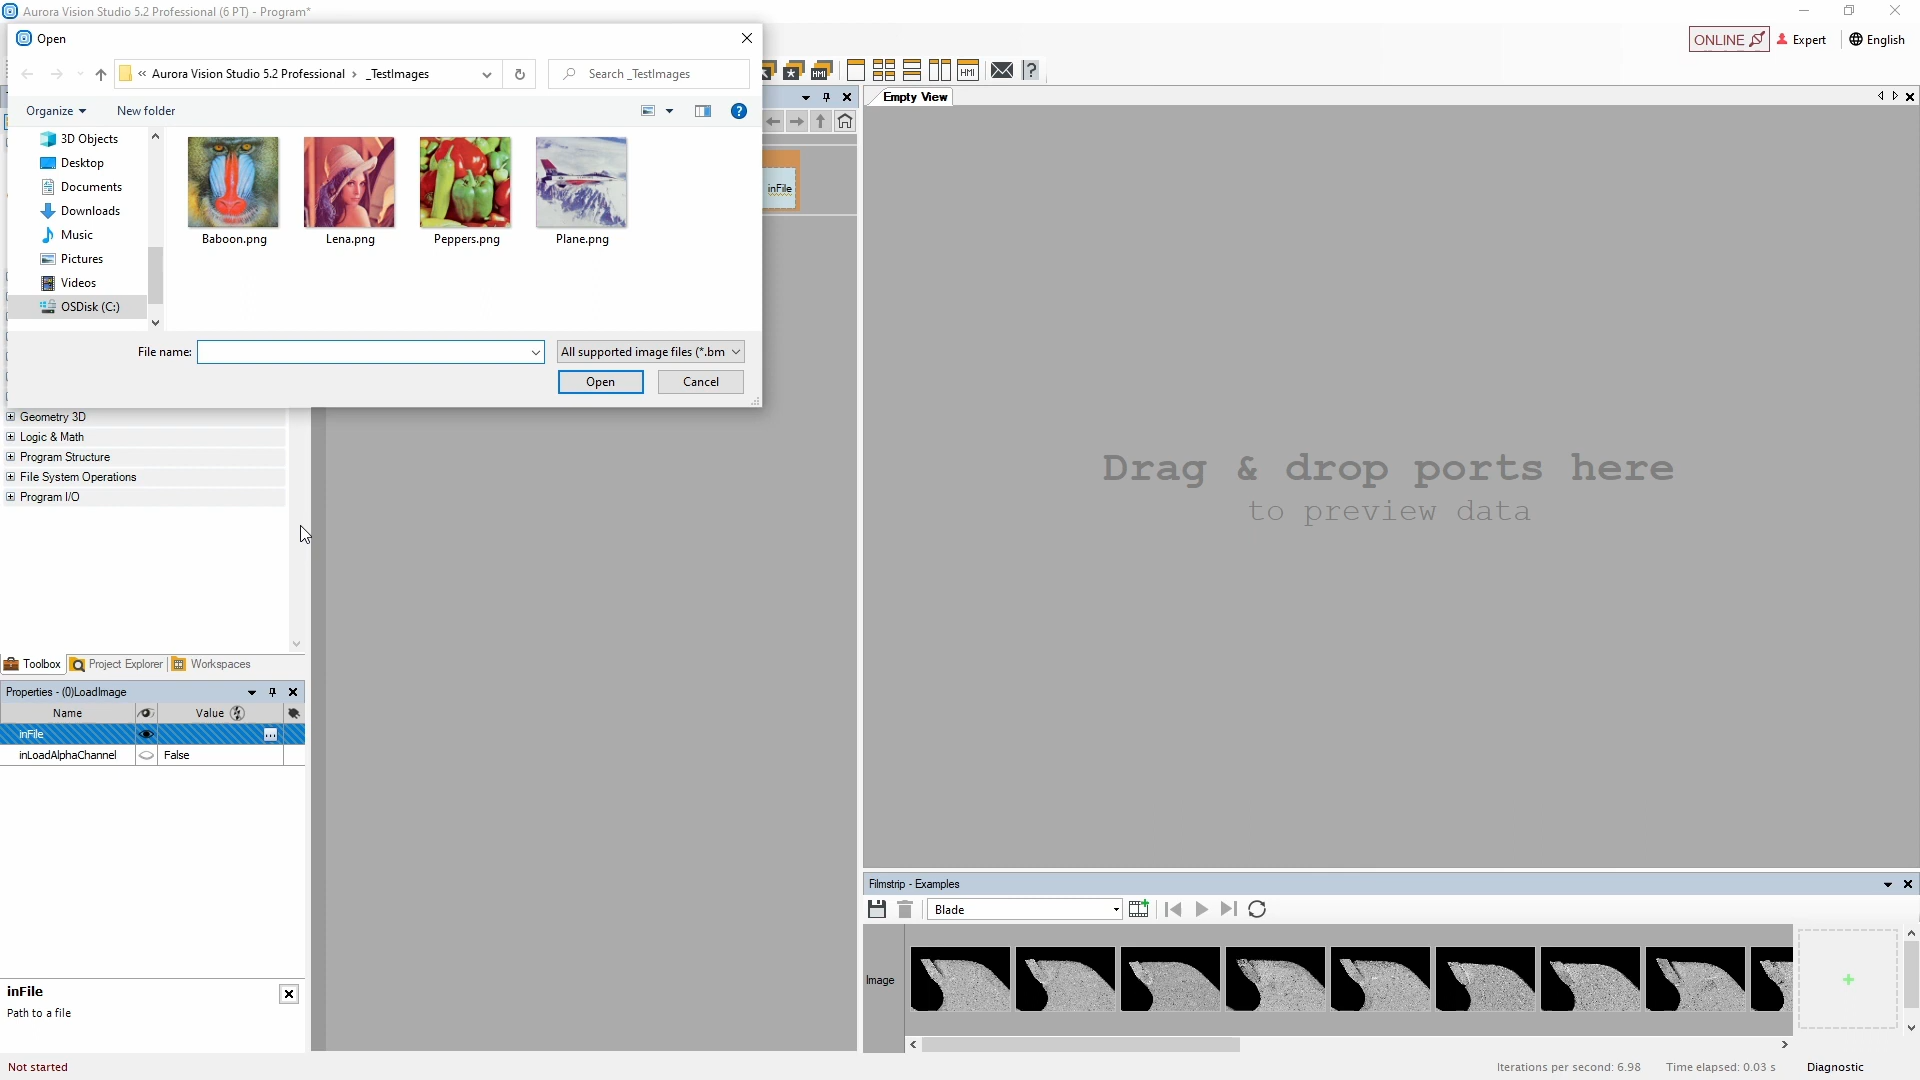 Aurora Vision Studio 5.2 Professional (6 PT) - Program*
Open
ONLINE
Expert
English
« Aurora Vision Studio 5.2 Professional › _TestImages
Search _TestImages
HMI
HMI
?
Organize
New folder
?
Empty View
3D Objects
Desktop
Documents
Downloads
Music
Pictures
Videos
OSDisk (C:)
Baboon.png
Lena.png
Peppers.png
Plane.png
inFile
File name:
All supported image files (*.bm
Open
Cancel
Geometry 3D
Logic & Math
Program Structure
File System Operations
Program I/O
Drag & drop ports here
to preview data
Toolbox
Project Explorer
Workspaces
Properties - (0)LoadImage
Name
Value
inFile
...
inLoadAlphaChannel
False
inFile
Path to a file
Filmstrip - Examples
Blade
Image
Not started
Iterations per second: 6.98
Time elapsed: 0.03 s
Diagnostic